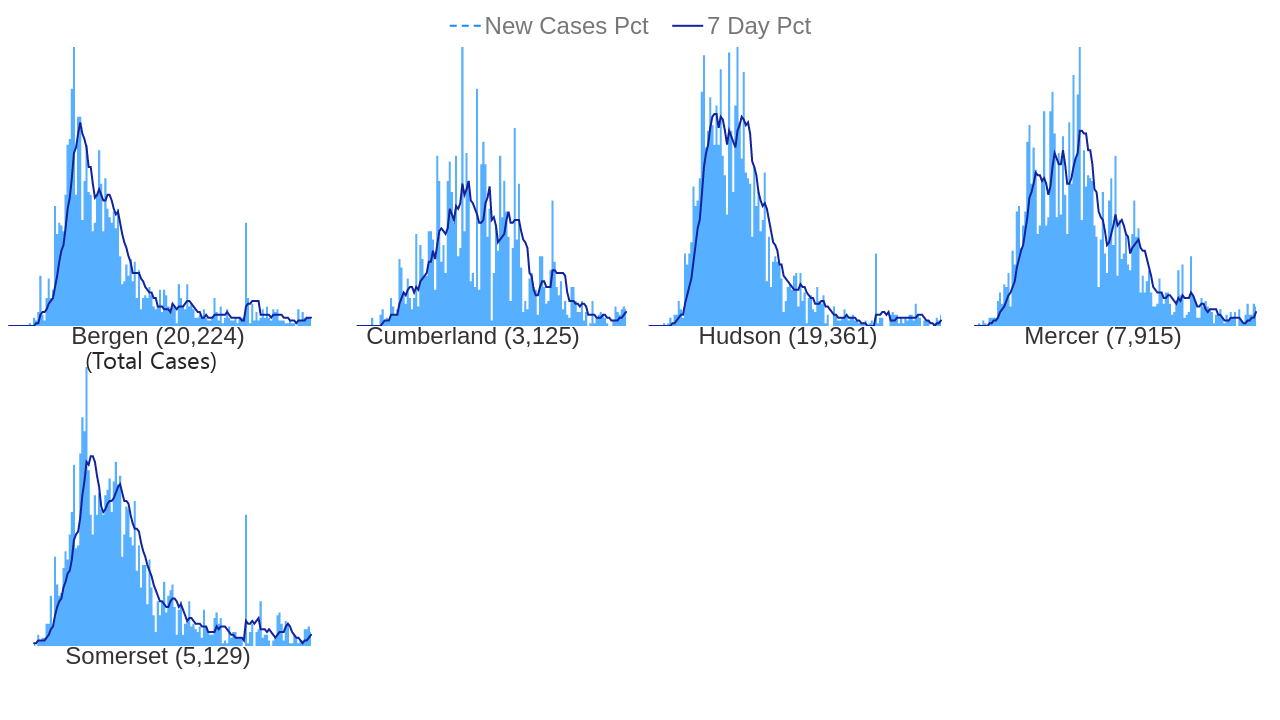 New Cases Pct 7 Day Pct
Bergen (20,224)
(Total Cases)
Cumberland (3,125)
Hudson (19,361)
Mercer (7,915)
Somerset (5,129)